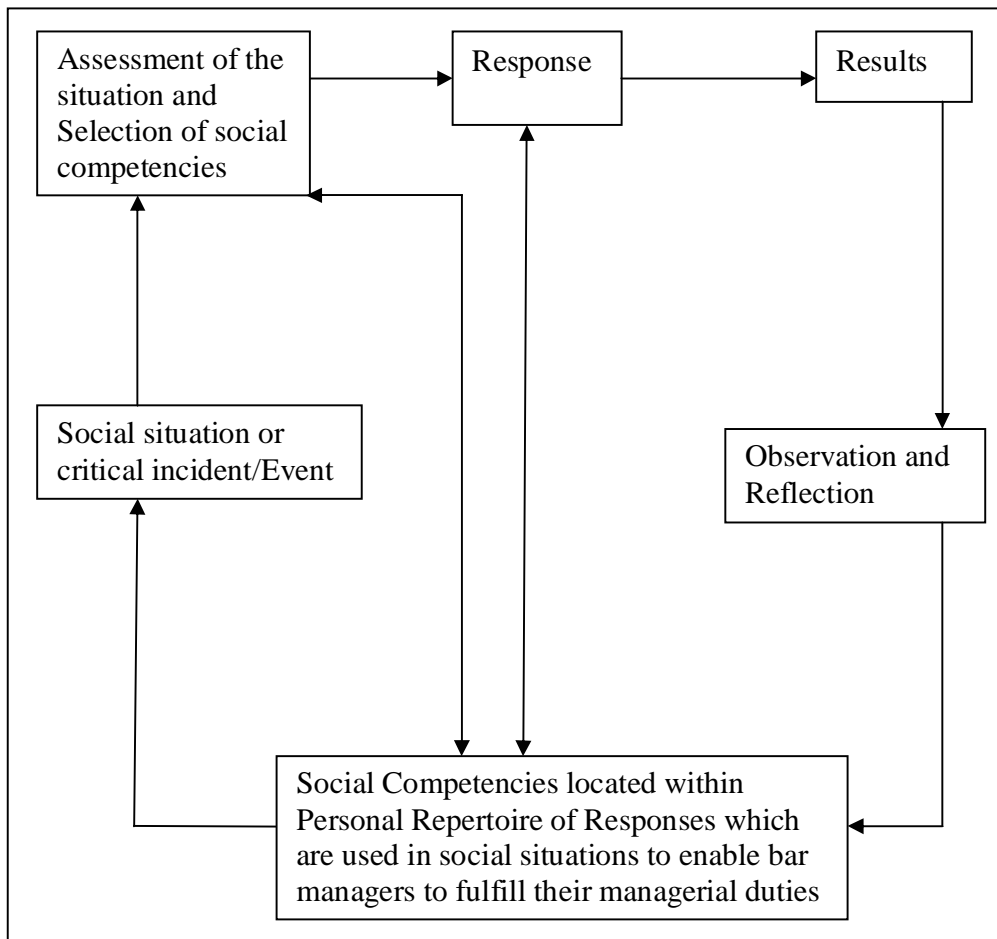 Assessment of the
situation and
Selection of social
competencies
Response
Results
Social situation or
critical incident/Event
Observation and
Reflection
Social Competencies located within
Personal Repertoire of Responses which
are used in social situations to enable bar
managers to fulfill their managerial duties